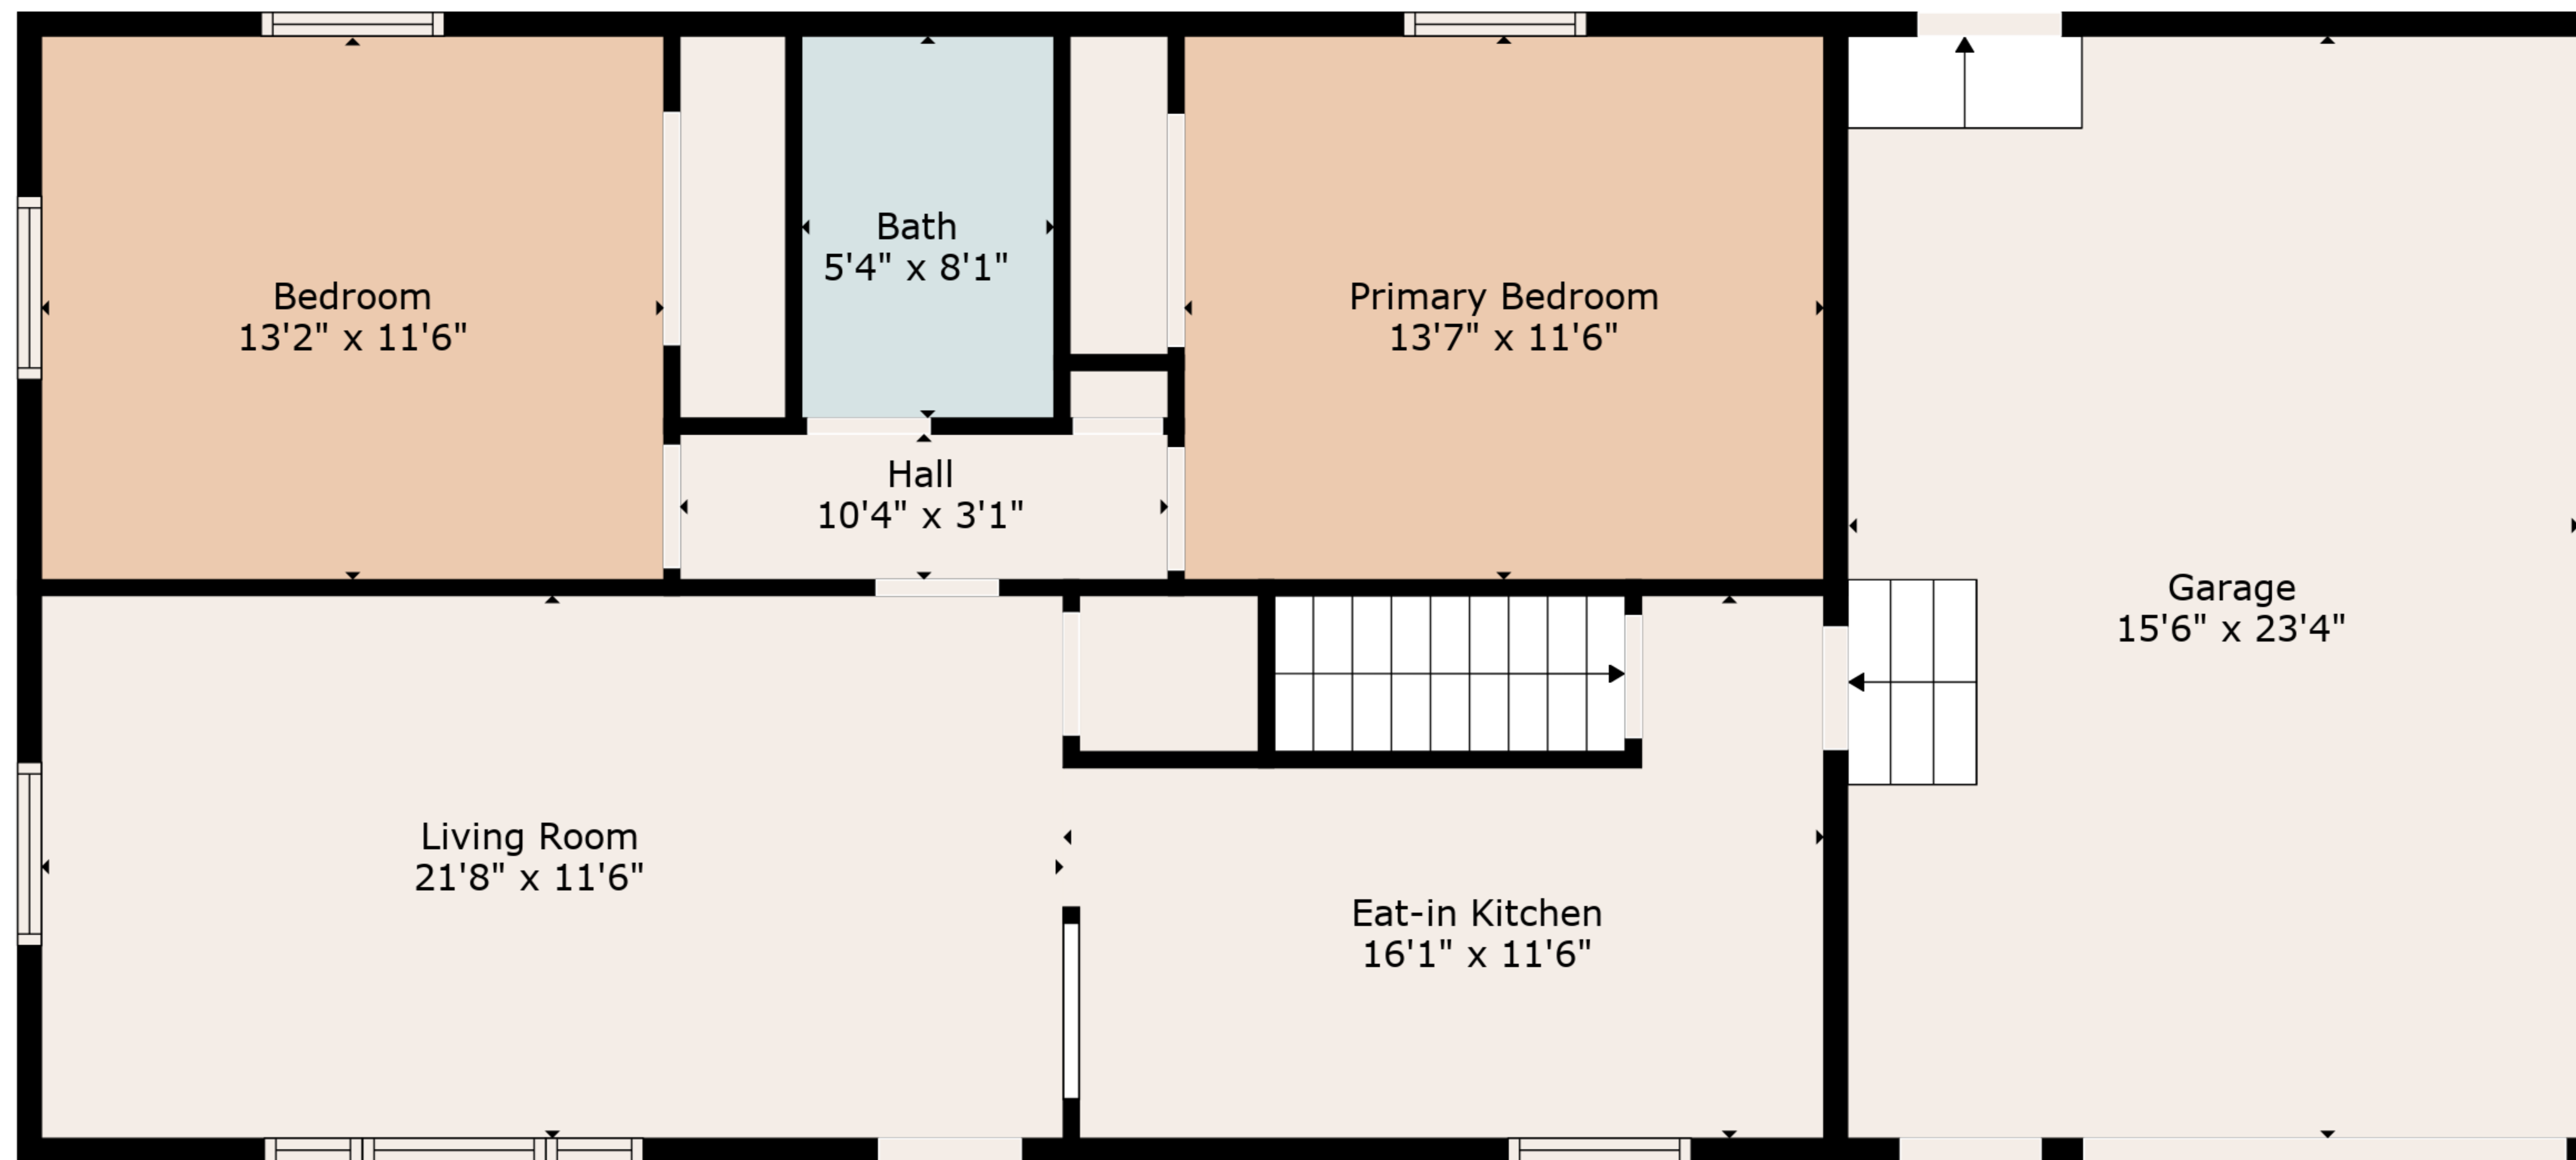 Bedroom
13'2" x 11'6"
Bath
5'4" x 8'1"
Primary Bedroom
13'7" x 11'6"
Hall
10'4" x 3'1"
Garage
15'6" x 23'4"
Living Room
21'8" x 11'6"
Eat-in Kitchen
16'1" x 11'6"